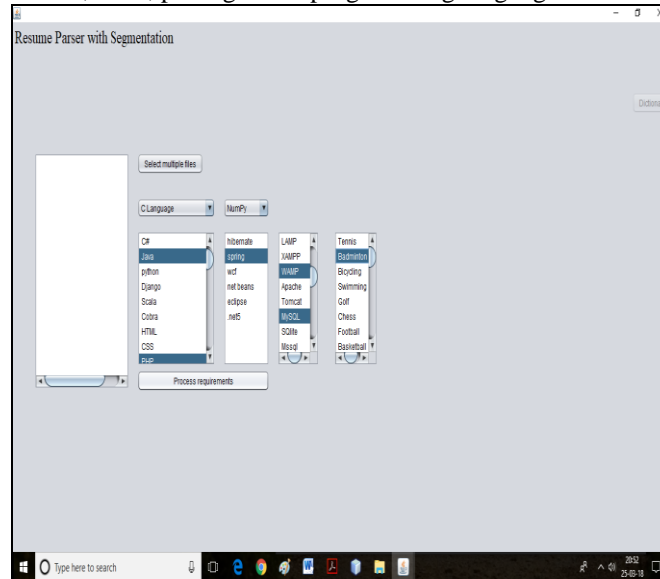 Resume Parser with Segmentation
Select multiple files
C Language
NumPy
C#
Java
python
Django
Scala
Cobra
HTML
CSS
PHP
hibernate
spring
wcf
net beans
eclipse
.net5
LAMP
XAMPP
WAMP
Apache
Tomcat
MySQL
SQlite
Mssql
Tennis
Badminton
Bicycling
Swimming
Golf
Chess
Football
Basketball
Process requirements
Type here to search
20:52
25-03-18